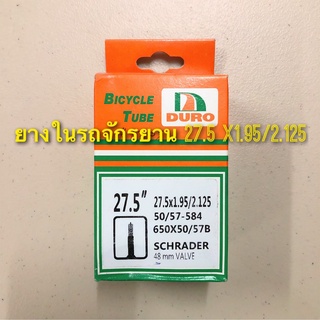 BICYCLE
TUBE
DURO
ยางในรถจักรยาน 27.5 X1.95/2.125
27.5"
27.5x1.95/2.125
50/57-584
650X50/57B
SCHRADER
48 mm VALVE